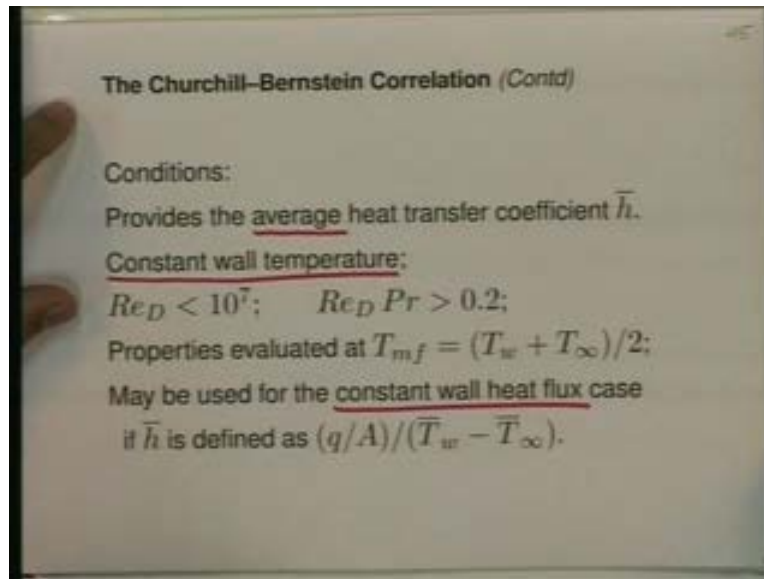 The Churchill–Bernstein Correlation (Contd)
Conditions:
Provides the average heat transfer coefficient h̅.
Constant wall temperature;
Re_D < 10⁷; Re_D Pr > 0.2;
Properties evaluated at T_mf = (T_w + T_∞)/2;
May be used for the constant wall heat flux case
if h̅ is defined as (q/A)/(T̅_w − T̅_∞).